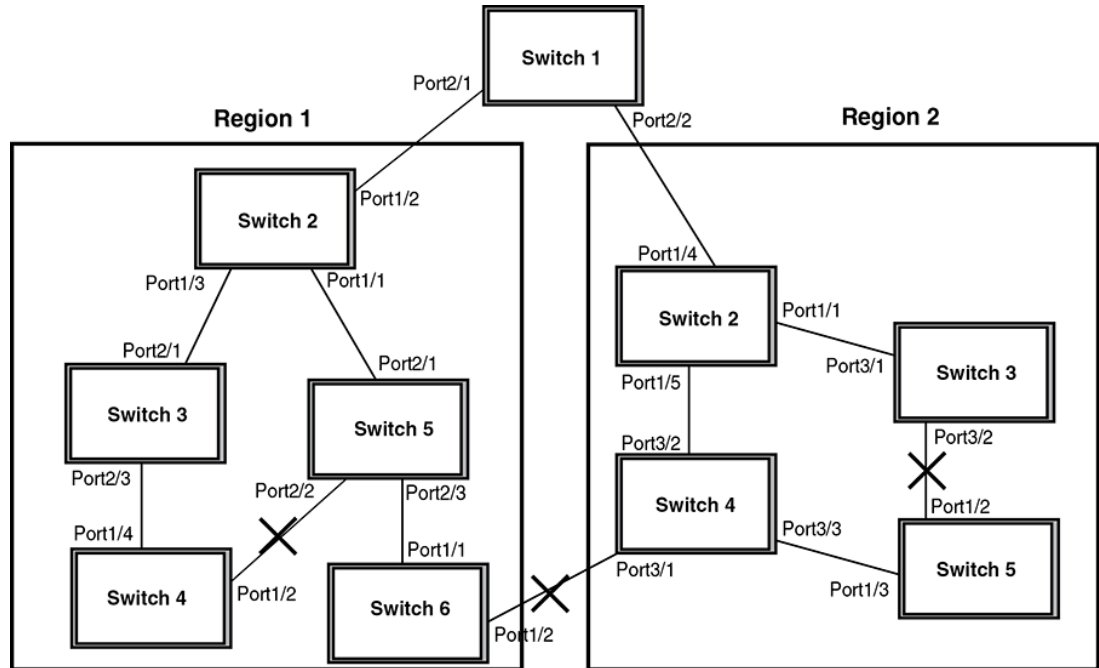 Switch 1
Port2/1
Port2/2
Region 1
Region 2
Switch 2
Port1/2
Port1/3
Port1/1
Port1/4
Switch 2
Port1/1
Port2/1
Port2/1
Port1/5
Port3/1
Switch 3
Switch 3
Switch 5
Port3/2
Port3/2
Port2/3
Port2/2
Port2/3
Switch 4
Port1/2
Port1/4
Port1/1
Port3/1
Port3/3
Port1/3
Switch 5
Switch 4
Port1/2
Switch 6
Port1/2